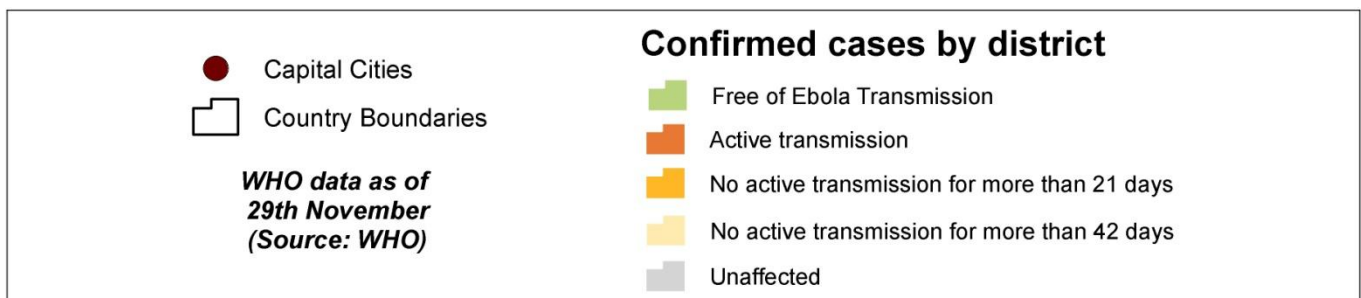 Capital Cities
Country Boundaries
WHO data as of
29th November
(Source: WHO)
Confirmed cases by district
Free of Ebola Transmission
Active transmission
No active transmission for more than 21 days
No active transmission for more than 42 days
Unaffected